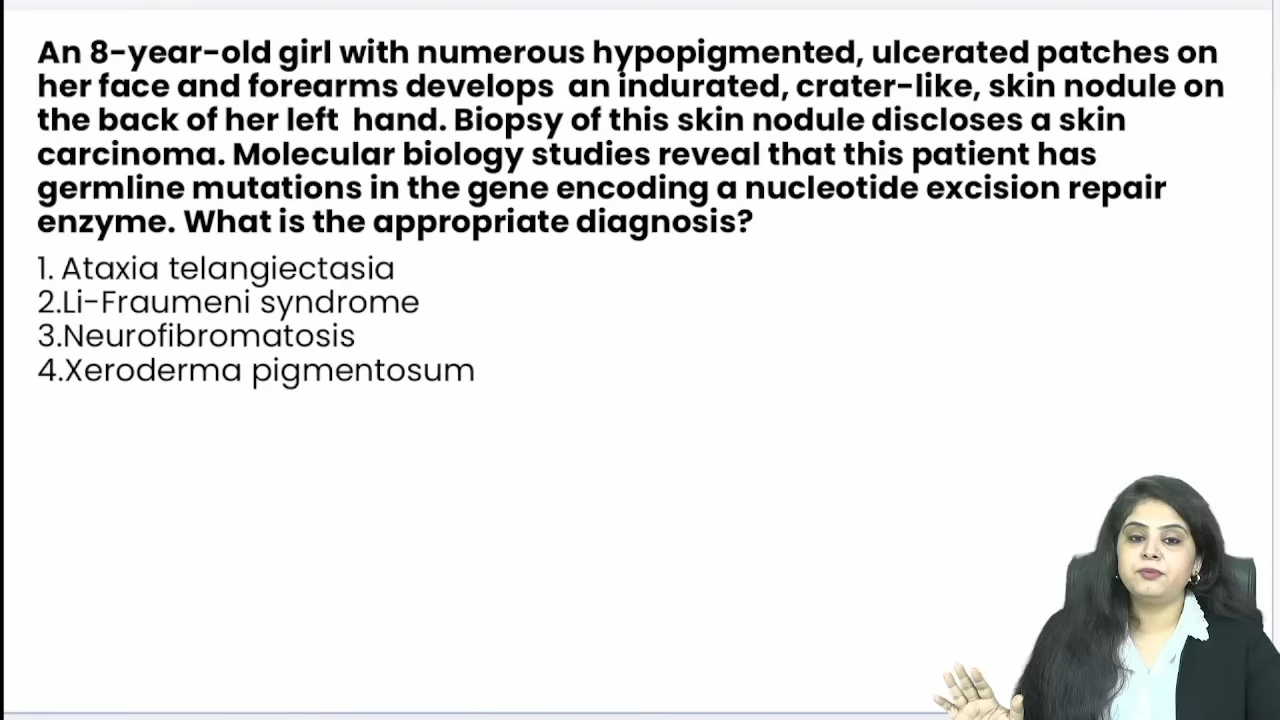 An 8-year-old girl with numerous hypopigmented, ulcerated patches on
her face and forearms develops an indurated, crater-like, skin nodule on
the back of her left hand. Biopsy of this skin nodule discloses a skin
carcinoma. Molecular biology studies reveal that this patient has
germline mutations in the gene encoding a nucleotide excision repair
enzyme. What is the appropriate diagnosis?
1. Ataxia telangiectasia
2.Li-Fraumeni syndrome
3.Neurofibromatosis
4.Xeroderma pigmentosum